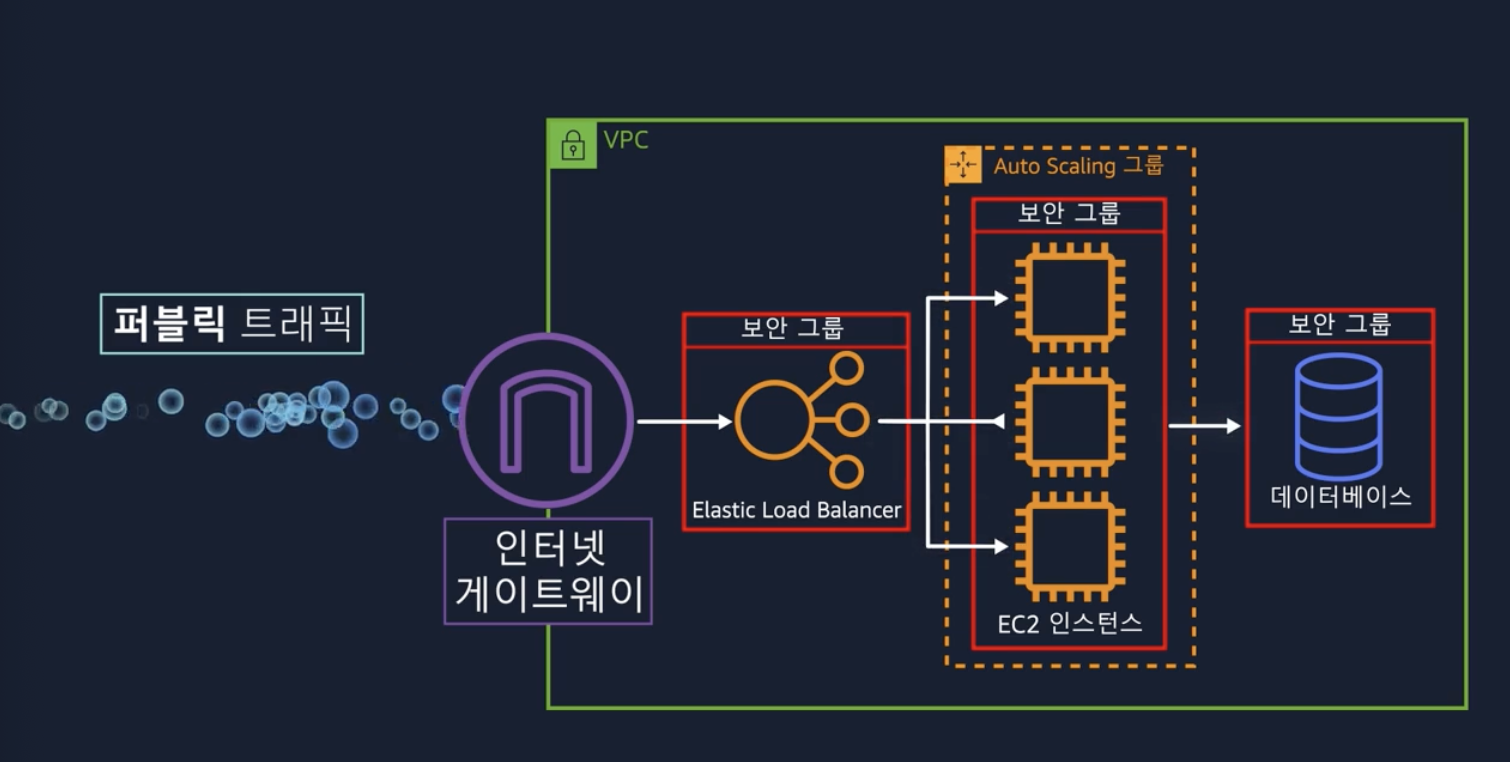 VPC
Auto Scaling 그룹
보안 그룹
퍼블릭 트래픽
보안 그룹
보안 그룹
데이터베이스
Elastic Load Balancer
인터넷
게이트웨이
EC2 인스턴스